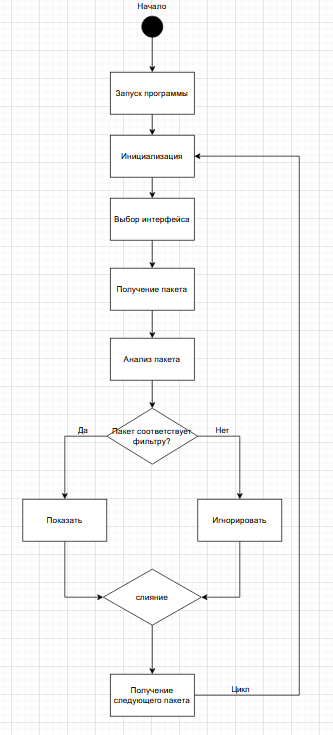 Начало
Запуск программы
Инициализация
Выбор интерфейса
Получение пакета
Анализ пакета
Пакет соответствует
фильтру?
Да
Нет
Показать
Игнорировать
слияние
Получение
следующего пакета
Цикл